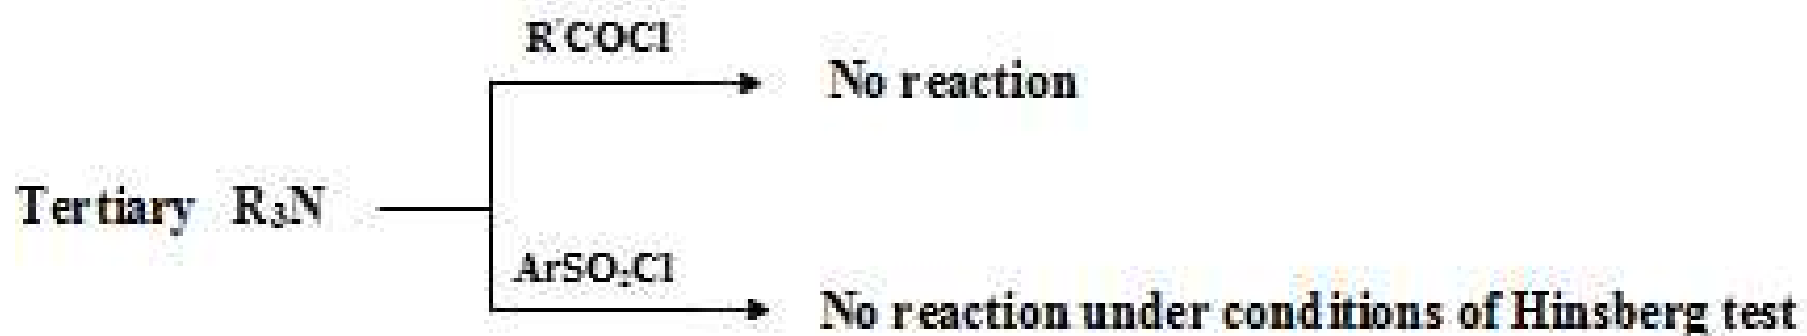 R'COCl
No reaction
Tertiary R₃N
ArSO₂Cl
No reaction under conditions of Hinsberg test